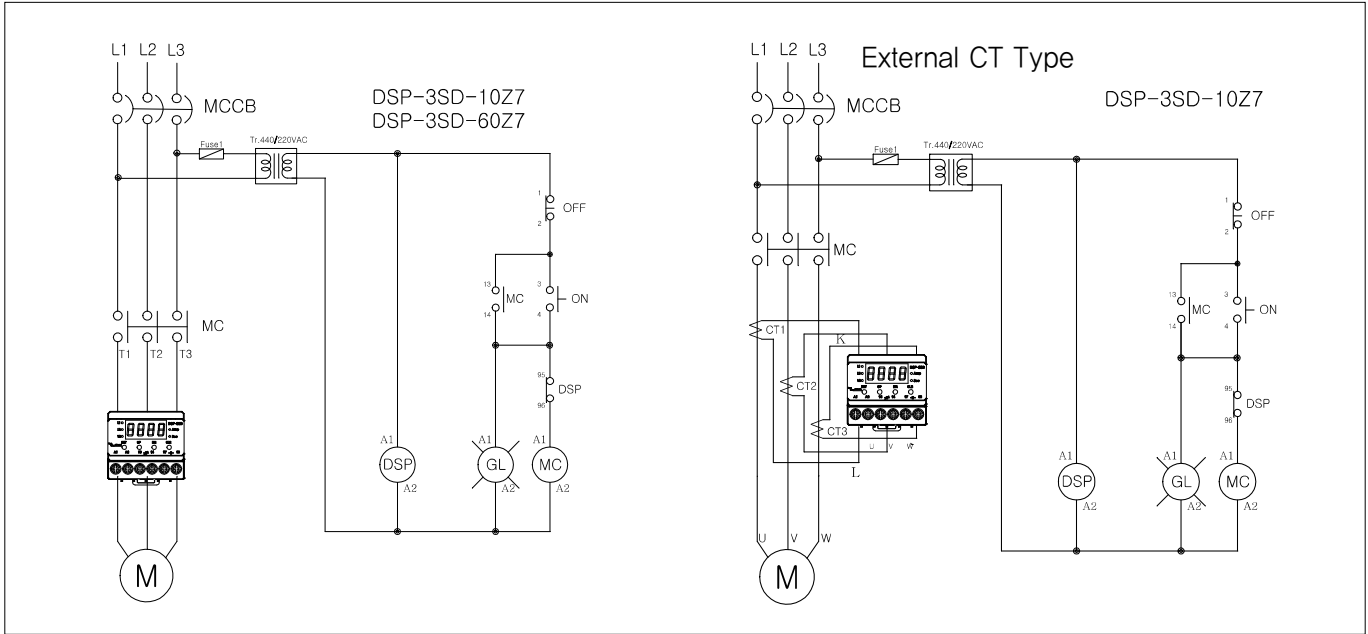 L1 L2 L3
MCCB
DSP-3SD-10Z7
DSP-3SD-60Z7
Fuse1
Tr.440/220VAC
1
OFF
2
13
MC
14
3
ON
4
MC
T1 T2 T3
95
DSP
96
A1
DSP
A2
A1
GL
A2
A1
MC
A2
M
External CT Type
L1 L2 L3
MCCB
DSP-3SD-10Z7
Fuse1
Tr.440/220VAC
1
OFF
2
MC
13
MC
14
3
ON
4
CT1
K
CT2
CT3
U V W
L
95
DSP
96
A1
DSP
A2
A1
GL
A2
A1
MC
A2
U V W
M